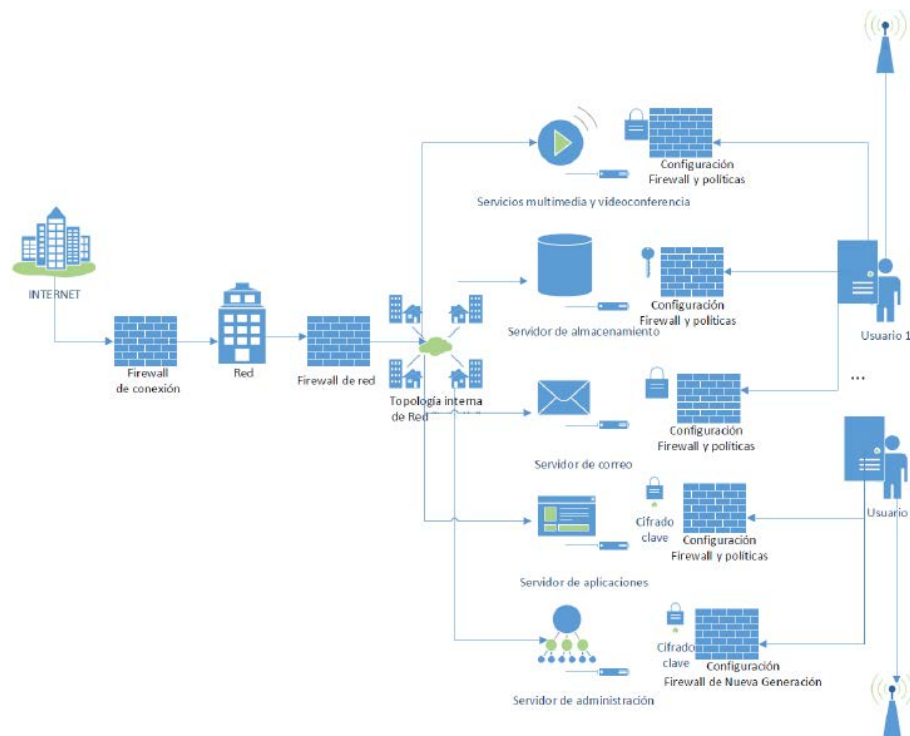 INTERNET
Firewall
de conexión
Red
Firewall de red
Topología interna
de Red
Servicios multimedia y videoconferencia
Configuración
Firewall y políticas
Servidor de almacenamiento
Configuración
Firewall y políticas
Usuario 1
...
Servidor de correo
Configuración
Firewall y políticas
Usuario
Servidor de aplicaciones
Cifrado
clave
Configuración
Firewall y políticas
Servidor de administración
Cifrado
clave
Configuración
Firewall de Nueva Generación